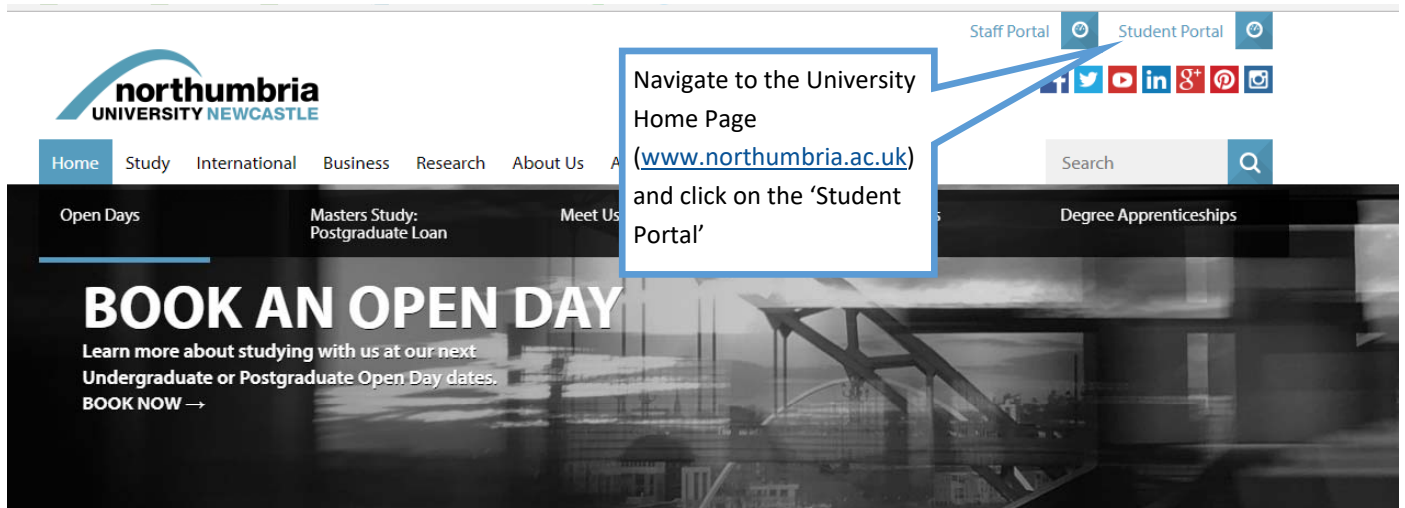 Staff Portal Student Portal
northumbria
UNIVERSITY NEWCASTLE
Navigate to the University
Home Page
(www.northumbria.ac.uk)
and click on the ‘Student
Portal’
Home Study International Business Research About Us
Search
Open Days
Masters Study:
Postgraduate Loan
Meet Us
Degree Apprenticeships
BOOK AN OPEN DAY
Learn more about studying with us at our next
Undergraduate or Postgraduate Open Day dates.
BOOK NOW →